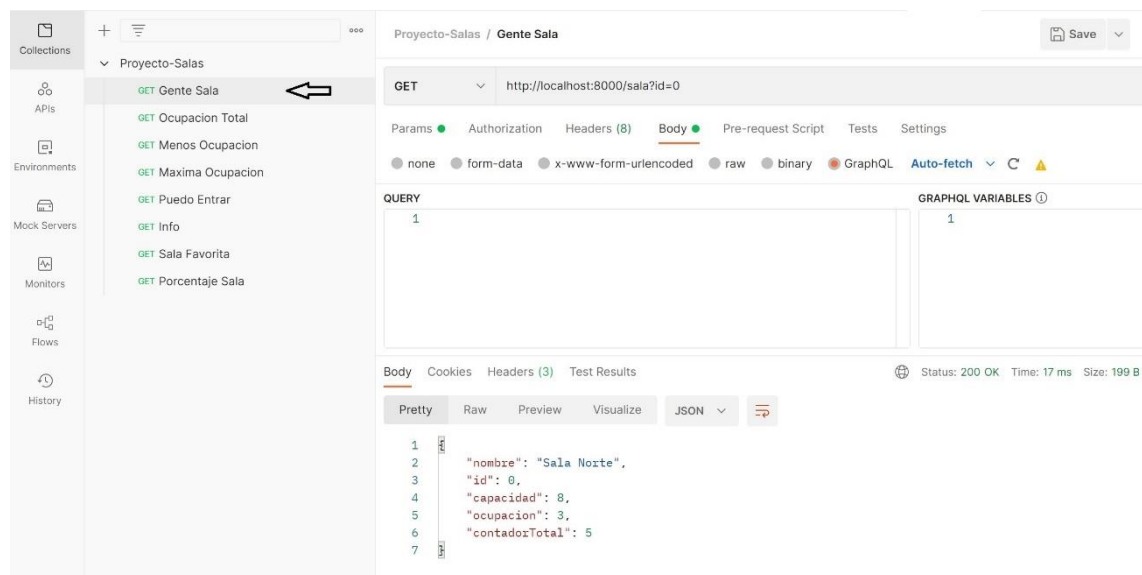 Collections
APIs
Environments
Mock Servers
Monitors
Flows
History
Proyecto-Salas
GET Gente Sala
GET Ocupacion Total
GET Menos Ocupacion
GET Maxima Ocupacion
GET Puedo Entrar
GET Info
GET Sala Favorita
GET Porcentaje Sala
Proyecto-Salas / Gente Sala
Save
GET http://localhost:8000/sala?id=0
Params Authorization Headers (8) Body Pre-request Script Tests Settings
none form-data x-www-form-urlencoded raw binary GraphQL Auto-fetch
QUERY
1
GRAPHQL VARIABLES
1
Body Cookies Headers (3) Test Results
Status: 200 OK Time: 17 ms Size: 199 B
Pretty Raw Preview Visualize JSON
1 {
2 "nombre": "Sala Norte",
3 "id": 0,
4 "capacidad": 8,
5 "ocupacion": 3,
6 "contadorTotal": 5
7 }